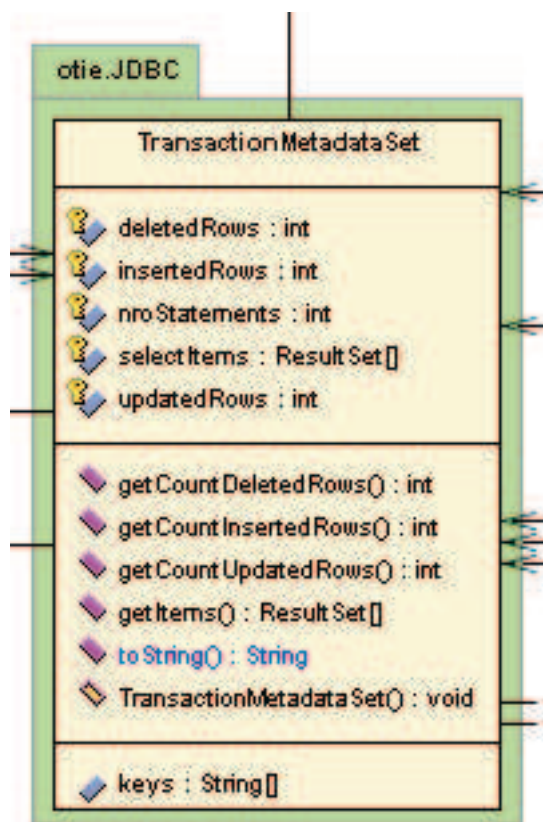 otie.JDBC
TransactionMetadataSet
deletedRows : int
insertedRows : int
nroStatements : int
selectItems : ResultSet[]
updatedRows : int
getCountDeletedRows() : int
getCountInsertedRows() : int
getCountUpdatedRows() : int
getItems() : ResultSet[]
toString() : String
TransactionMetadataSet() : void
keys : String[]